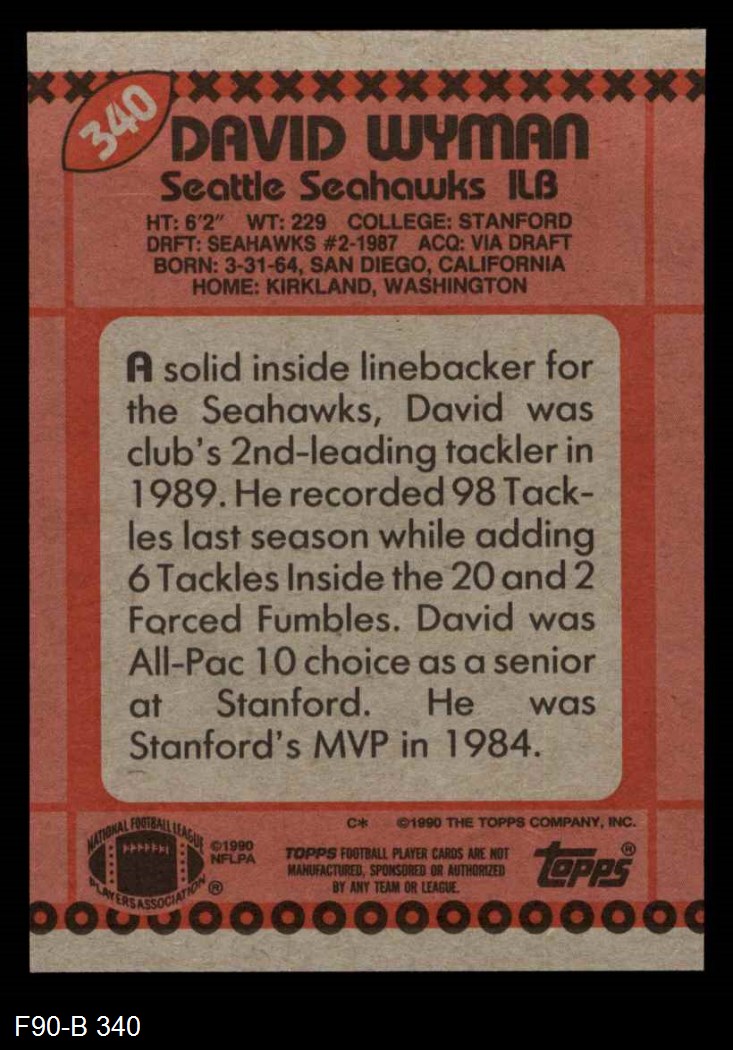 340
DAVID WYMAN
Seattle Seahawks ILB
HT: 6'2" WT: 229 COLLEGE: STANFORD
DRFT: SEAHAWKS #2-1987 ACQ: VIA DRAFT
BORN: 3-31-64, SAN DIEGO, CALIFORNIA
HOME: KIRKLAND, WASHINGTON
A solid inside linebacker for
the Seahawks, David was
club's 2nd-leading tackler in
1989. He recorded 98 Tack-
les last season while adding
6 Tackles Inside the 20 and 2
Forced Fumbles. David was
All-Pac 10 choice as a senior
at Stanford. He was
Stanford's MVP in 1984.
C* ©1990 THE TOPPS COMPANY, INC.
NATIONAL FOOTBALL LEAGUE
PLAYERS ASSOCIATION ®
©1990
NFLPA
TOPPS FOOTBALL PLAYER CARDS ARE NOT
MANUFACTURED, SPONSORED OR AUTHORIZED
BY ANY TEAM OR LEAGUE.
topps®
F90-B 340